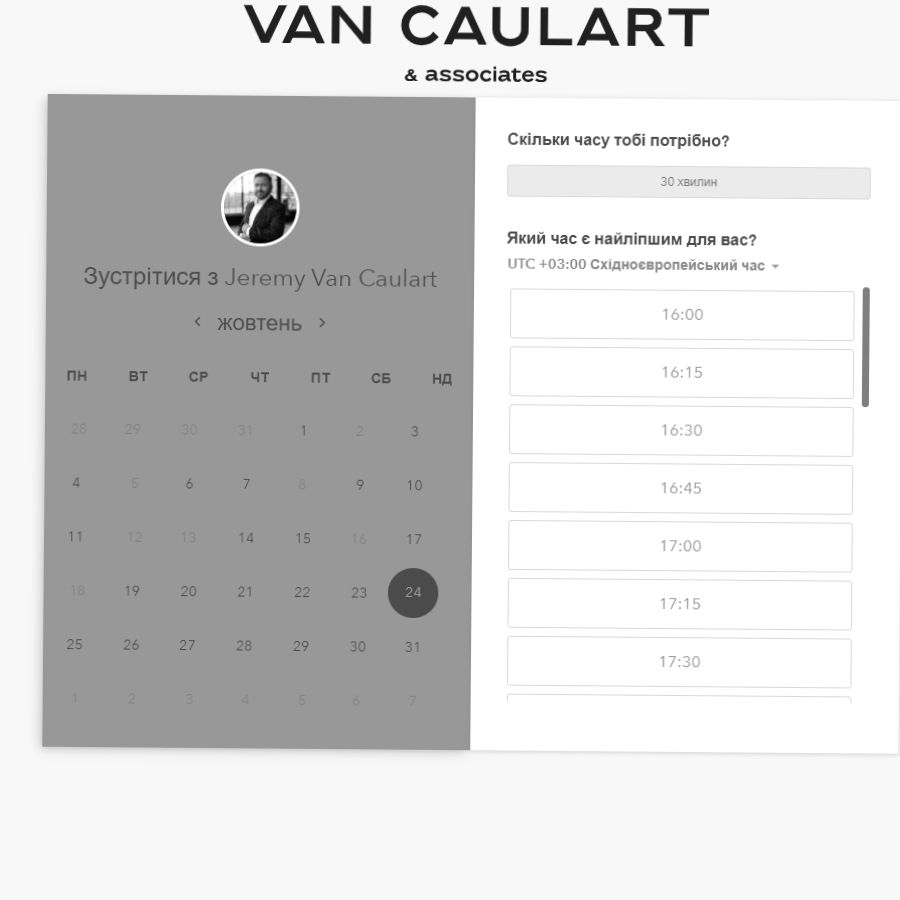 VAN CAULART
& associates
Зустрітися з Jeremy Van Caulart
жовтень
ПН ВТ СР ЧТ ПТ СБ НД
28 29 30 31 1 2 3
4 5 6 7 8 9 10
11 12 13 14 15 16 17
18 19 20 21 22 23 24
25 26 27 28 29 30 31
1 2 3 4 5 6 7
Скільки часу тобі потрібно?
30 хвилин
Який час є найліпшим для вас?
UTC +03:00 Східноєвропейський час
16:00
16:15
16:30
16:45
17:00
17:15
17:30